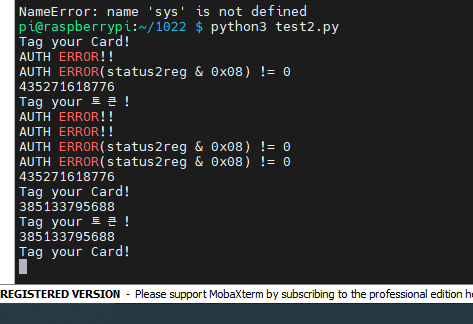 NameError: name 'sys' is not defined
pi@raspberrypi:~/1022 $ python3 test2.py
Tag your Card!
AUTH ERROR!!
AUTH ERROR(status2reg & 0x08) != 0
435271618776
Tag your 토큰!
AUTH ERROR!!
AUTH ERROR!!
AUTH ERROR(status2reg & 0x08) != 0
AUTH ERROR(status2reg & 0x08) != 0
435271618776
Tag your Card!
385133795688
Tag your 토큰!
385133795688
Tag your Card!
REGISTERED VERSION - Please support MobaXterm by subscribing to the professional edition